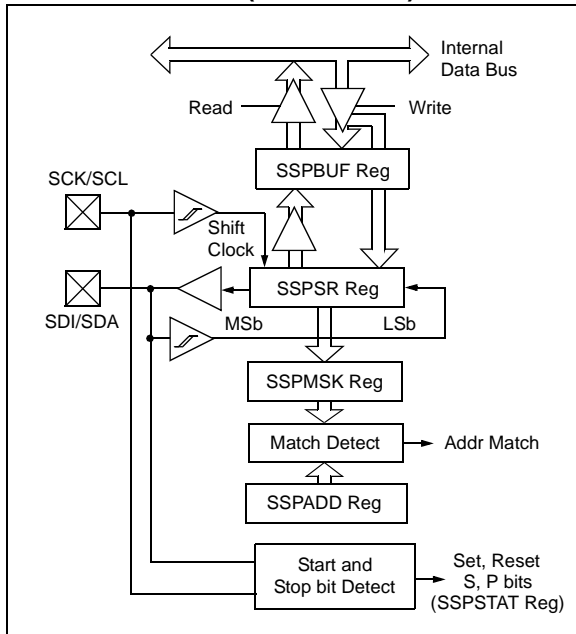 Internal
Data Bus
Read
Write
SSPBUF Reg
SCK/SCL
Shift
Clock
SSPSR Reg
SDI/SDA
MSb
LSb
SSPMSK Reg
Match Detect
Addr Match
SSPADD Reg
Start and
Stop bit Detect
Set, Reset
S, P bits
(SSPSTAT Reg)